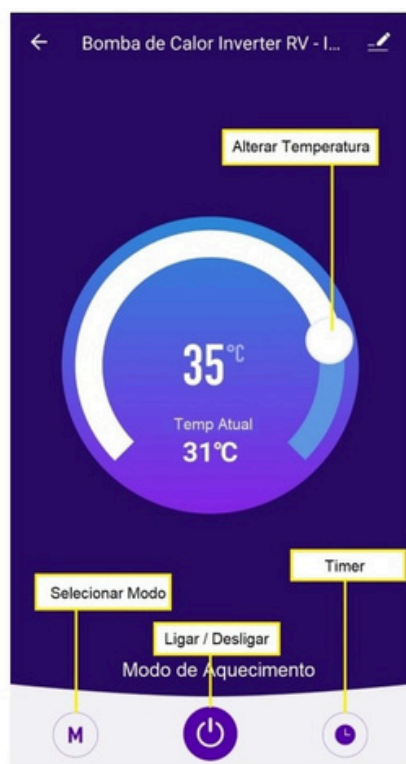 Bomba de Calor Inverter RV - I...
Alterar Temperatura
35°C
Temp Atual
31°C
Timer
Selecionar Modo
Ligar / Desligar
Modo de Aquecimento
M